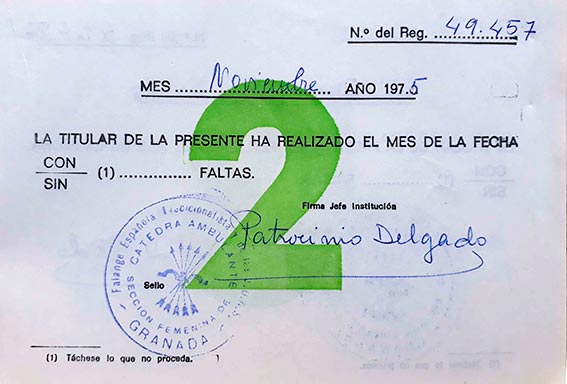 N.º del Reg. 49.457
MES .......Noviembre....... AÑO 1975
2
LA TITULAR DE LA PRESENTE HA REALIZADO EL MES DE LA FECHA
CON
SIN
(1) ................ FALTAS.
Firma Jefe Institución
Patrocinio Delgado
Falange Española Tradicionalista
CATEDRA AMBULANTE
SECCION FEMENINA DE
GRANADA
Sello
(1) Táchese lo que no proceda.